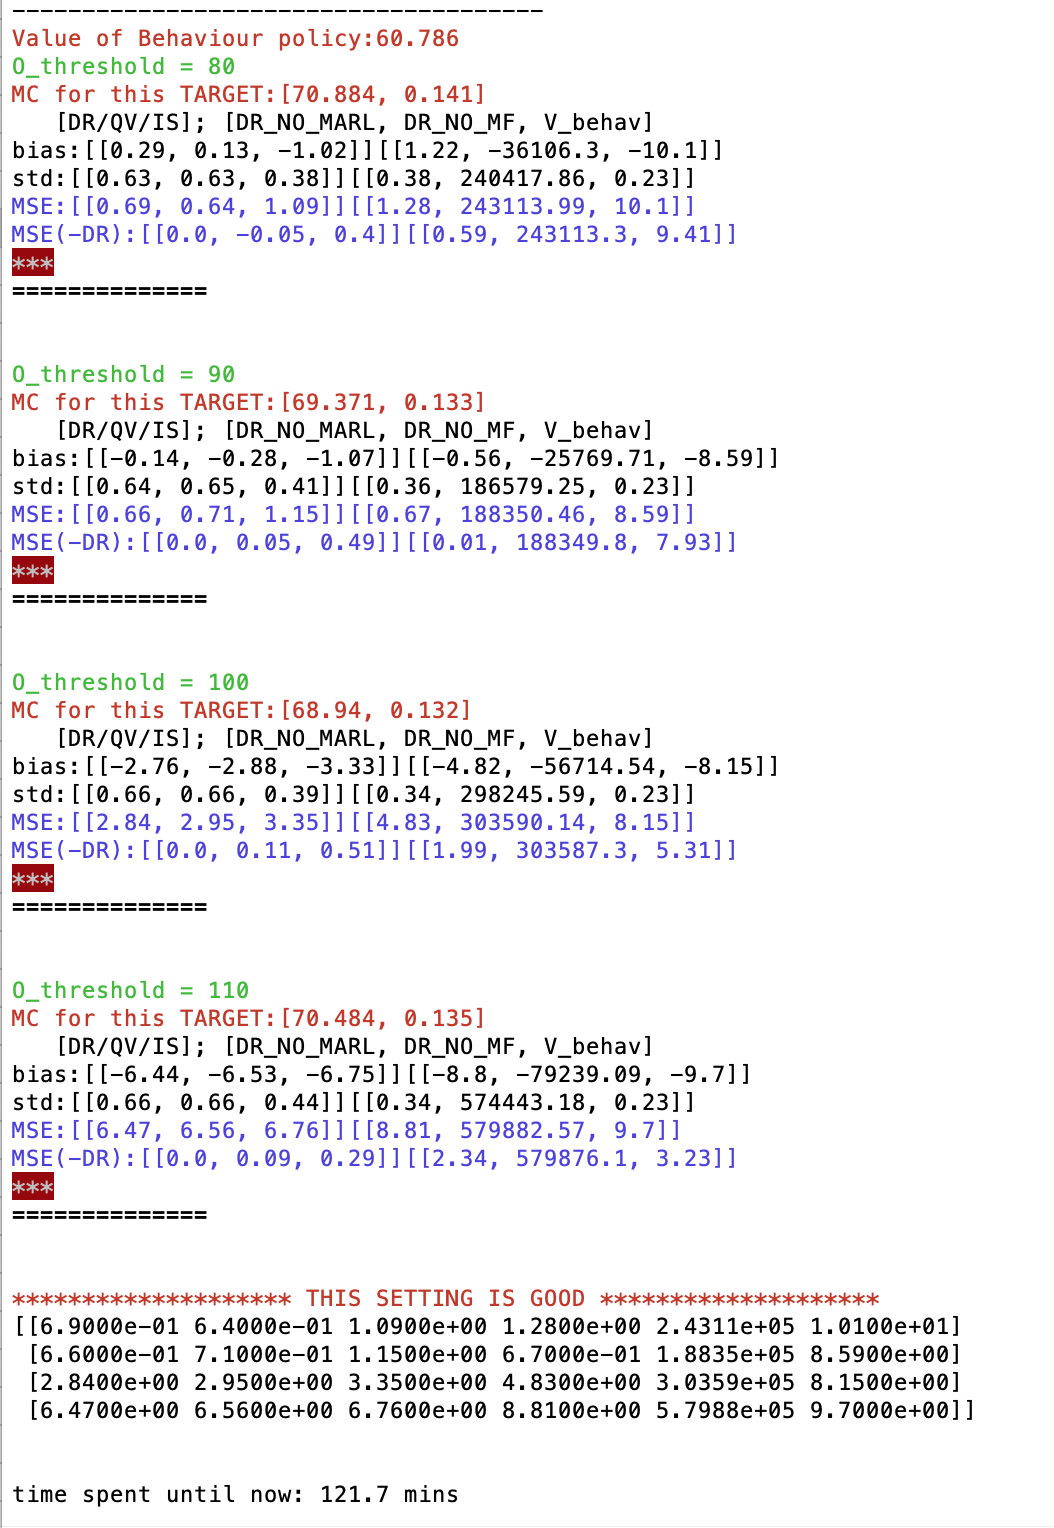 --------------------------------------
Value of Behaviour policy:60.786
O_threshold = 80
MC for this TARGET:[70.884, 0.141]
[DR/QV/IS]; [DR_NO_MARL, DR_NO_MF, V_behav]
bias:[[0.29, 0.13, -1.02]][[1.22, -36106.3, -10.1]]
std:[[0.63, 0.63, 0.38]][[0.38, 240417.86, 0.23]]
MSE:[[0.69, 0.64, 1.09]][[1.28, 243113.99, 10.1]]
MSE(-DR):[[0.0, -0.05, 0.4]][[0.59, 243113.3, 9.41]]
***
==============
O_threshold = 90
MC for this TARGET:[69.371, 0.133]
[DR/QV/IS]; [DR_NO_MARL, DR_NO_MF, V_behav]
bias:[[-0.14, -0.28, -1.07]][[-0.56, -25769.71, -8.59]]
std:[[0.64, 0.65, 0.41]][[0.36, 186579.25, 0.23]]
MSE:[[0.66, 0.71, 1.15]][[0.67, 188350.46, 8.59]]
MSE(-DR):[[0.0, 0.05, 0.49]][[0.01, 188349.8, 7.93]]
***
==============
O_threshold = 100
MC for this TARGET:[68.94, 0.132]
[DR/QV/IS]; [DR_NO_MARL, DR_NO_MF, V_behav]
bias:[[-2.76, -2.88, -3.33]][[-4.82, -56714.54, -8.15]]
std:[[0.66, 0.66, 0.39]][[0.34, 298245.59, 0.23]]
MSE:[[2.84, 2.95, 3.35]][[4.83, 303590.14, 8.15]]
MSE(-DR):[[0.0, 0.11, 0.51]][[1.99, 303587.3, 5.31]]
***
==============
O_threshold = 110
MC for this TARGET:[70.484, 0.135]
[DR/QV/IS]; [DR_NO_MARL, DR_NO_MF, V_behav]
bias:[[-6.44, -6.53, -6.75]][[-8.8, -79239.09, -9.7]]
std:[[0.66, 0.66, 0.44]][[0.34, 574443.18, 0.23]]
MSE:[[6.47, 6.56, 6.76]][[8.81, 579882.57, 9.7]]
MSE(-DR):[[0.0, 0.09, 0.29]][[2.34, 579876.1, 3.23]]
***
==============
******************** THIS SETTING IS GOOD ********************
[[6.9000e-01 6.4000e-01 1.0900e+00 1.2800e+00 2.4311e+05 1.0100e+01]
[6.6000e-01 7.1000e-01 1.1500e+00 6.7000e-01 1.8835e+05 8.5900e+00]
[2.8400e+00 2.9500e+00 3.3500e+00 4.8300e+00 3.0359e+05 8.1500e+00]
[6.4700e+00 6.5600e+00 6.7600e+00 8.8100e+00 5.7988e+05 9.7000e+00]]
time spent until now: 121.7 mins